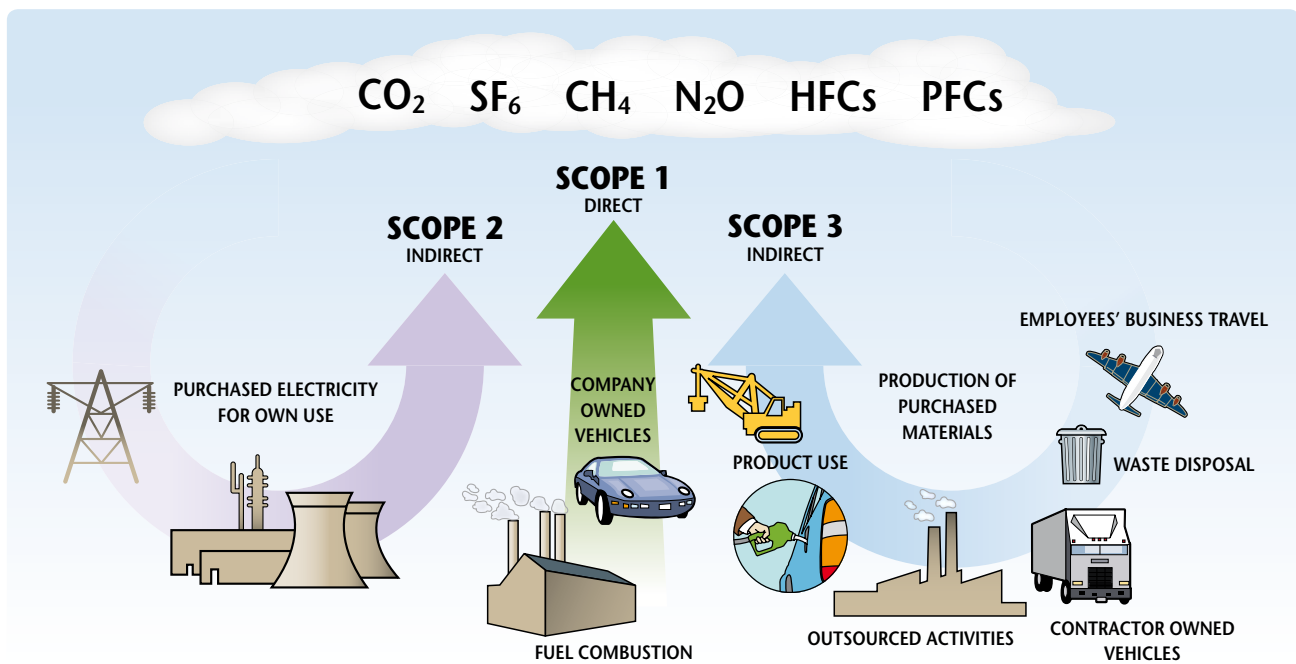 CO₂ SF₆ CH₄ N₂O HFCs PFCs
SCOPE 1
DIRECT
SCOPE 2
INDIRECT
SCOPE 3
INDIRECT
EMPLOYEES' BUSINESS TRAVEL
PURCHASED ELECTRICITY
FOR OWN USE
COMPANY
OWNED
VEHICLES
PRODUCTION OF
PURCHASED
MATERIALS
PRODUCT USE
WASTE DISPOSAL
OUTSOURCED ACTIVITIES
CONTRACTOR OWNED
VEHICLES
FUEL COMBUSTION